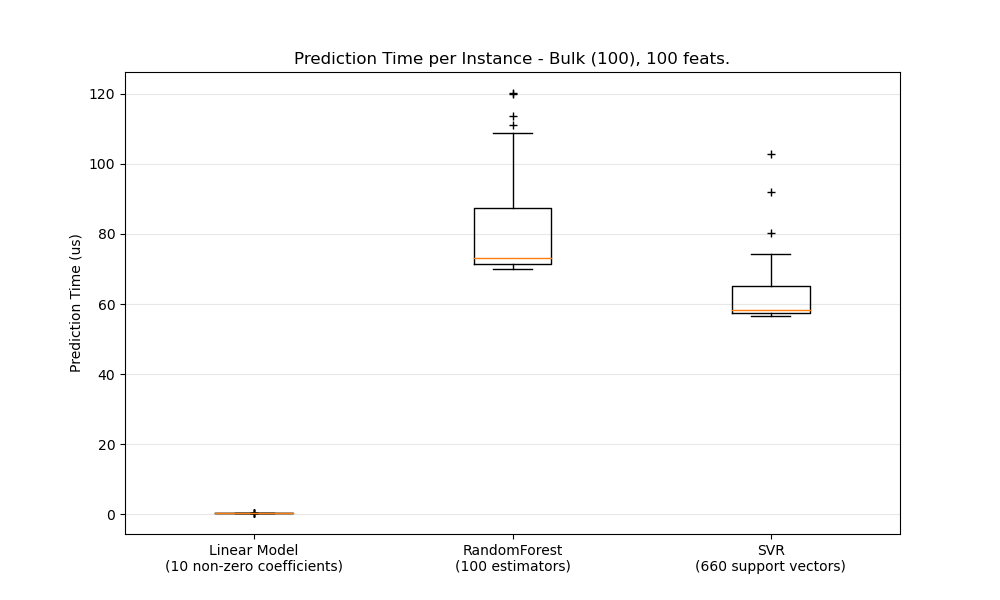 Prediction Time per Instance - Bulk (100), 100 feats.
Prediction Time (us)
120
100
80
60
40
20
0
Linear Model
(10 non-zero coefficients)
RandomForest
(100 estimators)
SVR
(660 support vectors)